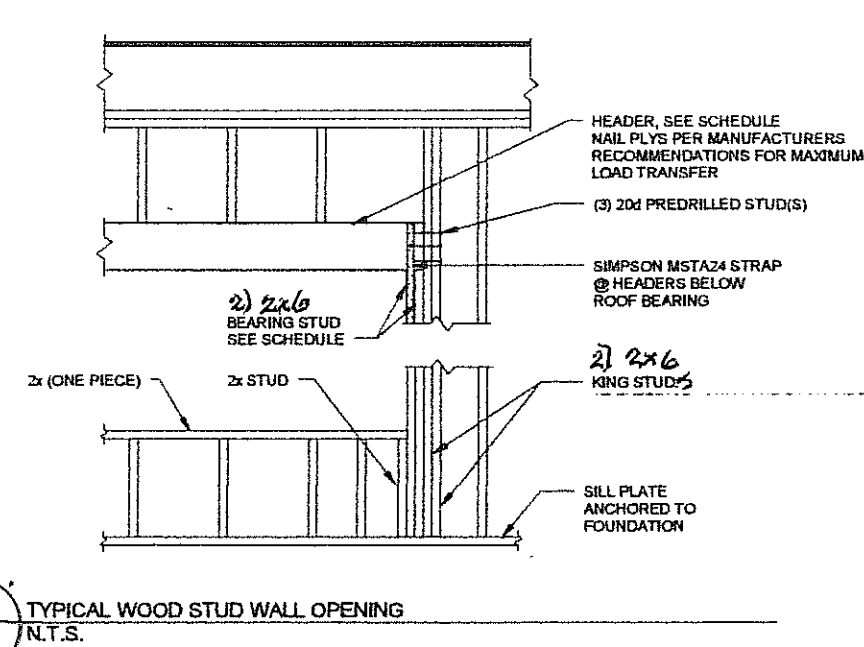 HEADER, SEE SCHEDULE
NAIL PLYS PER MANUFACTURERS
RECOMMENDATIONS FOR MAXIMUM
LOAD TRANSFER
(3) 20d PREDRILLED STUD(S)
SIMPSON MSTA24 STRAP
@ HEADERS BELOW
ROOF BEARING
2) 2x6
BEARING STUD
SEE SCHEDULE
2) 2x6
KING STUDS
2x (ONE PIECE)
2x STUD
SILL PLATE
ANCHORED TO
FOUNDATION
TYPICAL WOOD STUD WALL OPENING
N.T.S.